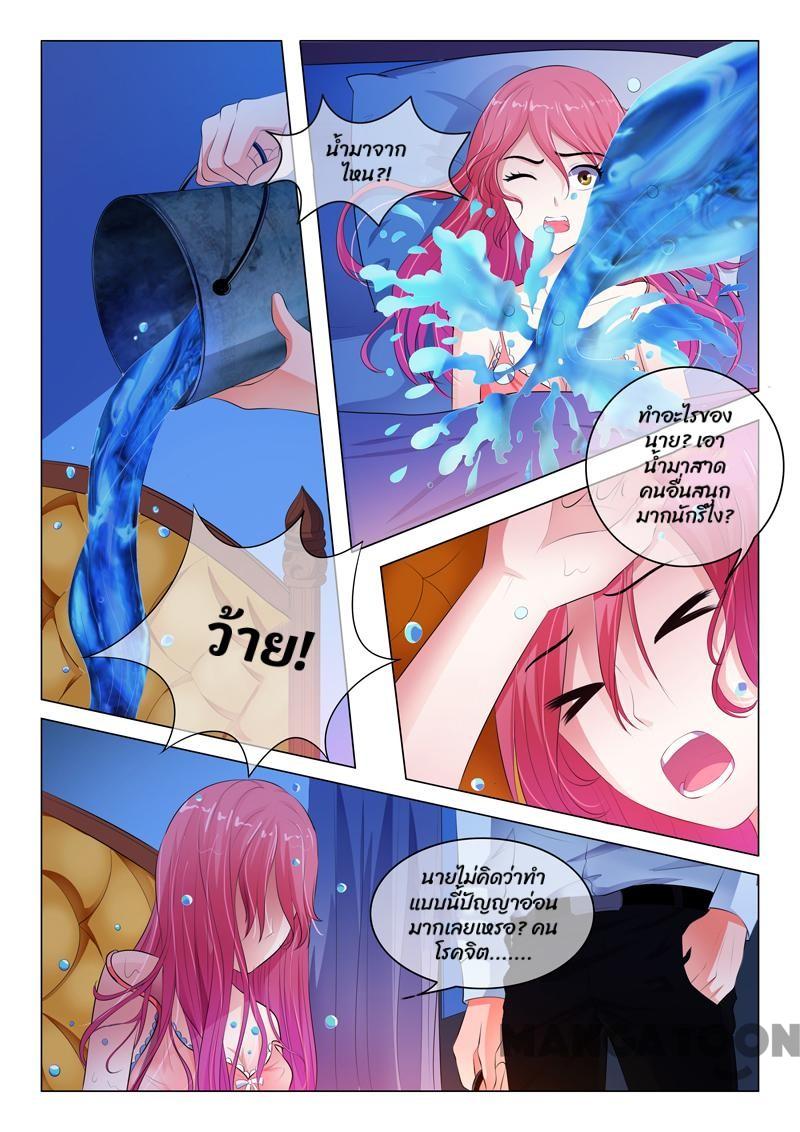 น้ำมาจาก
ไหน?!
ว้าย!
ทำอะไรของ
นาย? เอา
น้ำมาสาด
คนอื่นสนุก
มากนักรึไง?
นายไม่คิดว่าทำ
แบบนี้ปัญญาอ่อน
มากเลยเหรอ? คน
โรคจิต.......
MANGATOON